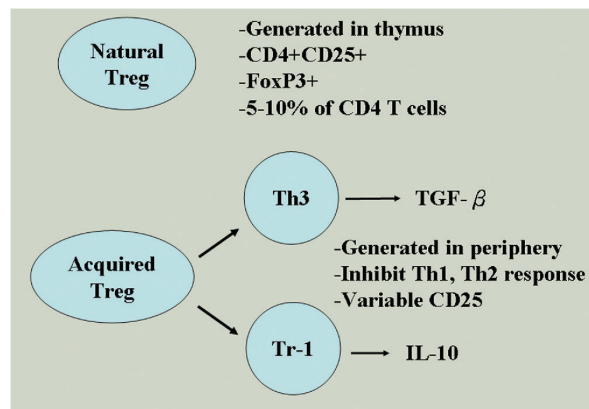 Natural
Treg
-Generated in thymus
-CD4+CD25+
-FoxP3+
-5-10% of CD4 T cells
Th3
TGF-β
Acquired
Treg
-Generated in periphery
-Inhibit Th1, Th2 response
-Variable CD25
Tr-1
IL-10